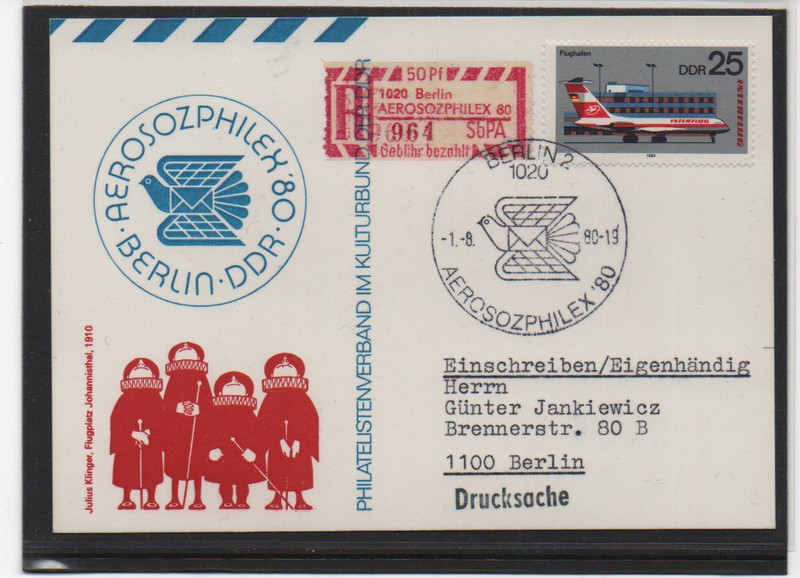 AEROSOZPHILEX '80
BERLIN · DDR
Julius Klinger, Flugplatz Johannisthal, 1910
PHILATELISTENVERBAND IM KULTURBUND DER DDR
R
50 Pf
1020 Berlin
AEROSOZPHILEX 80
964 SbPA
Gebühr bezahlt
Flughafen
DDR 25
INTERFLUG
INTERFLUG
1980
BERLIN 2
1020
-1.-8. 80-19
AEROSOZPHILEX '80
Einschreiben/Eigenhändig
Herrn
Günter Jankiewicz
Brennerstr. 80 B
1100 Berlin
Drucksache